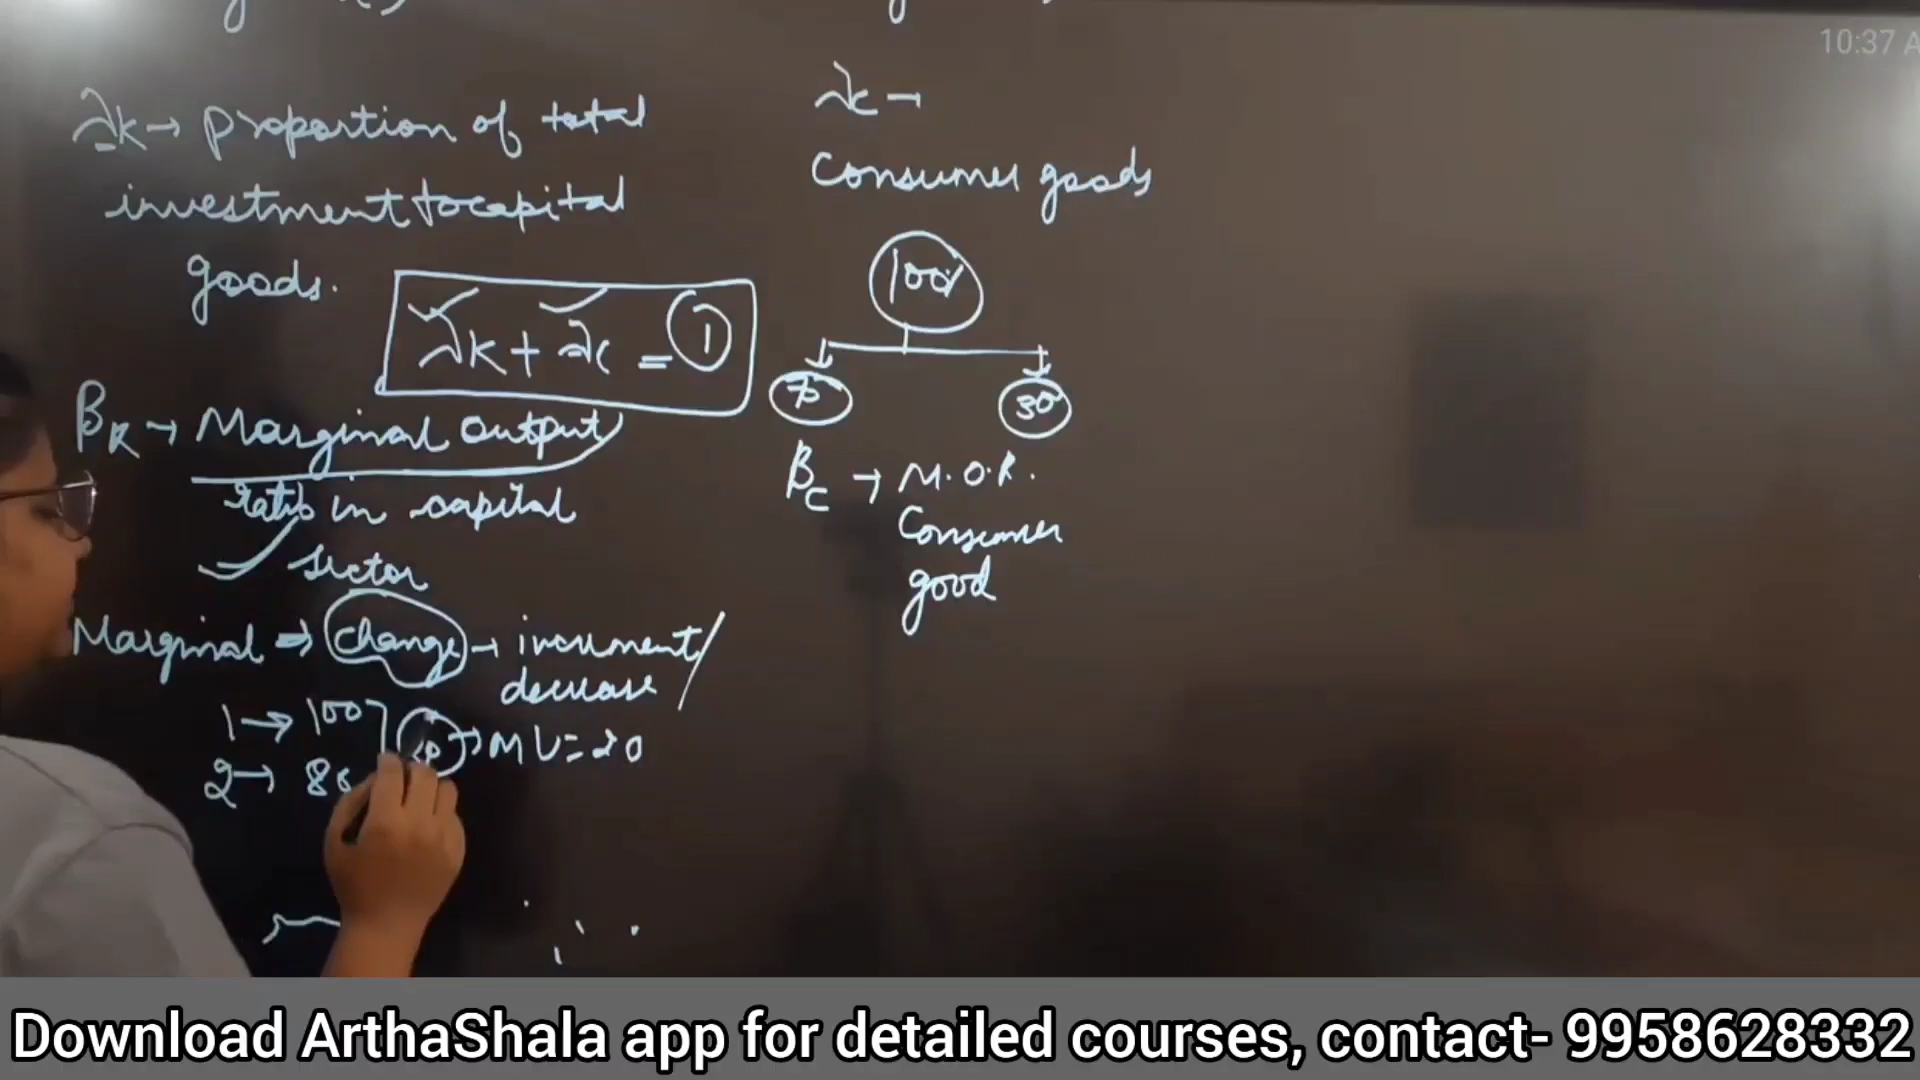 10:37 A
λk → proportion of total
investment to capital
goods.
λk + λc = 1
βk → Marginal output
ratio in capital
sector
Marginal ⇒ change → increment/
decrease
1 → 100
→ MU = 20
2 → 80
λc →
Consumer goods
100%
70
30
βc → M.O.R.
Consumer
good
Download ArthaShala app for detailed courses, contact- 9958628332